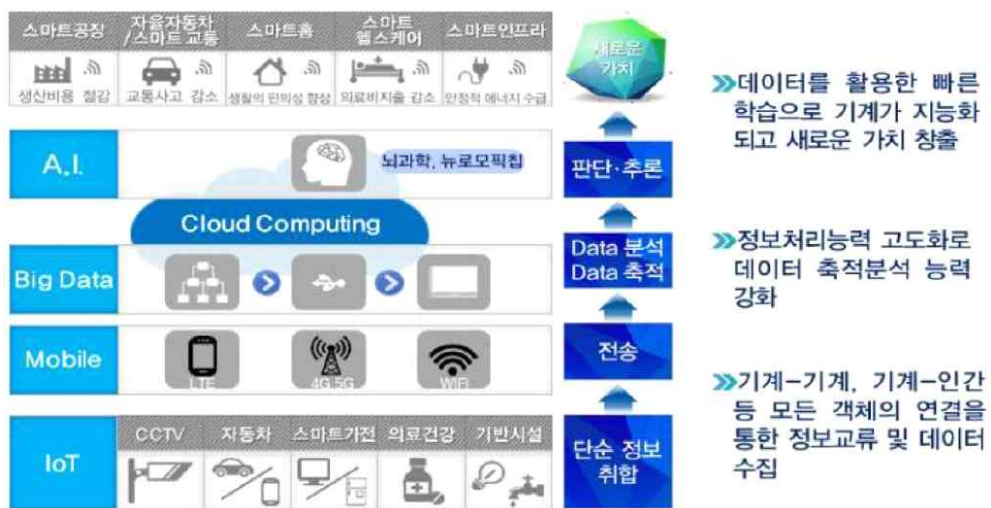 스마트공장
자율자동차
/스마트 교통
스마트홈
스마트
헬스케어
스마트인프라
생산비용 절감
교통사고 감소
생활의 편의성 향상
의료비지출 감소
안정적 에너지 수급
새로운
가치
A.I.
뇌과학, 뉴로모픽칩
판단·추론
Cloud Computing
Big Data
Data 분석
Data 축적
Mobile
LTE
4G,5G
WIFI
전송
IoT
CCTV
자동차
스마트가전
의료건강
기반시설
단순 정보
취합
데이터를 활용한 빠른
학습으로 기계가 지능화
되고 새로운 가치 창출
정보처리능력 고도화로
데이터 축적분석 능력
강화
기계-기계, 기계-인간
등 모든 객체의 연결을
통한 정보교류 및 데이터
수집